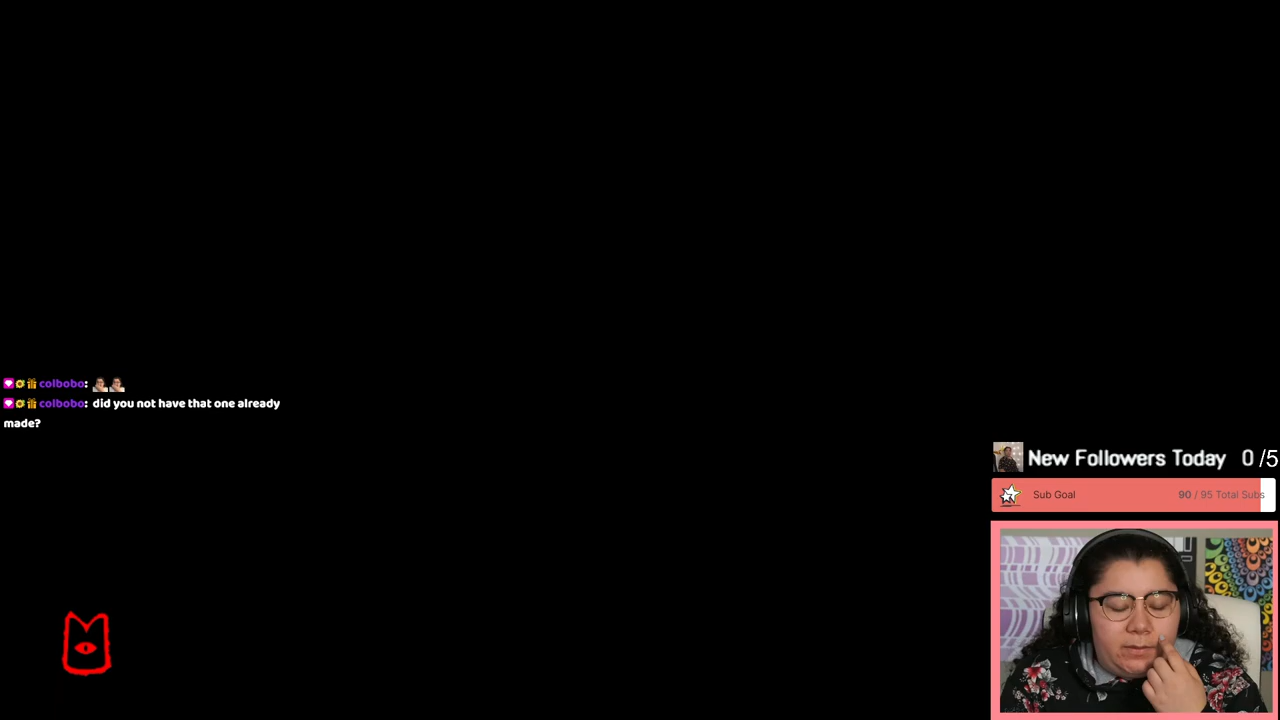 colbobo:
colbobo: did you not have that one already
made?
New Followers Today 0 /5
Sub Goal 90 / 95 Total Subs